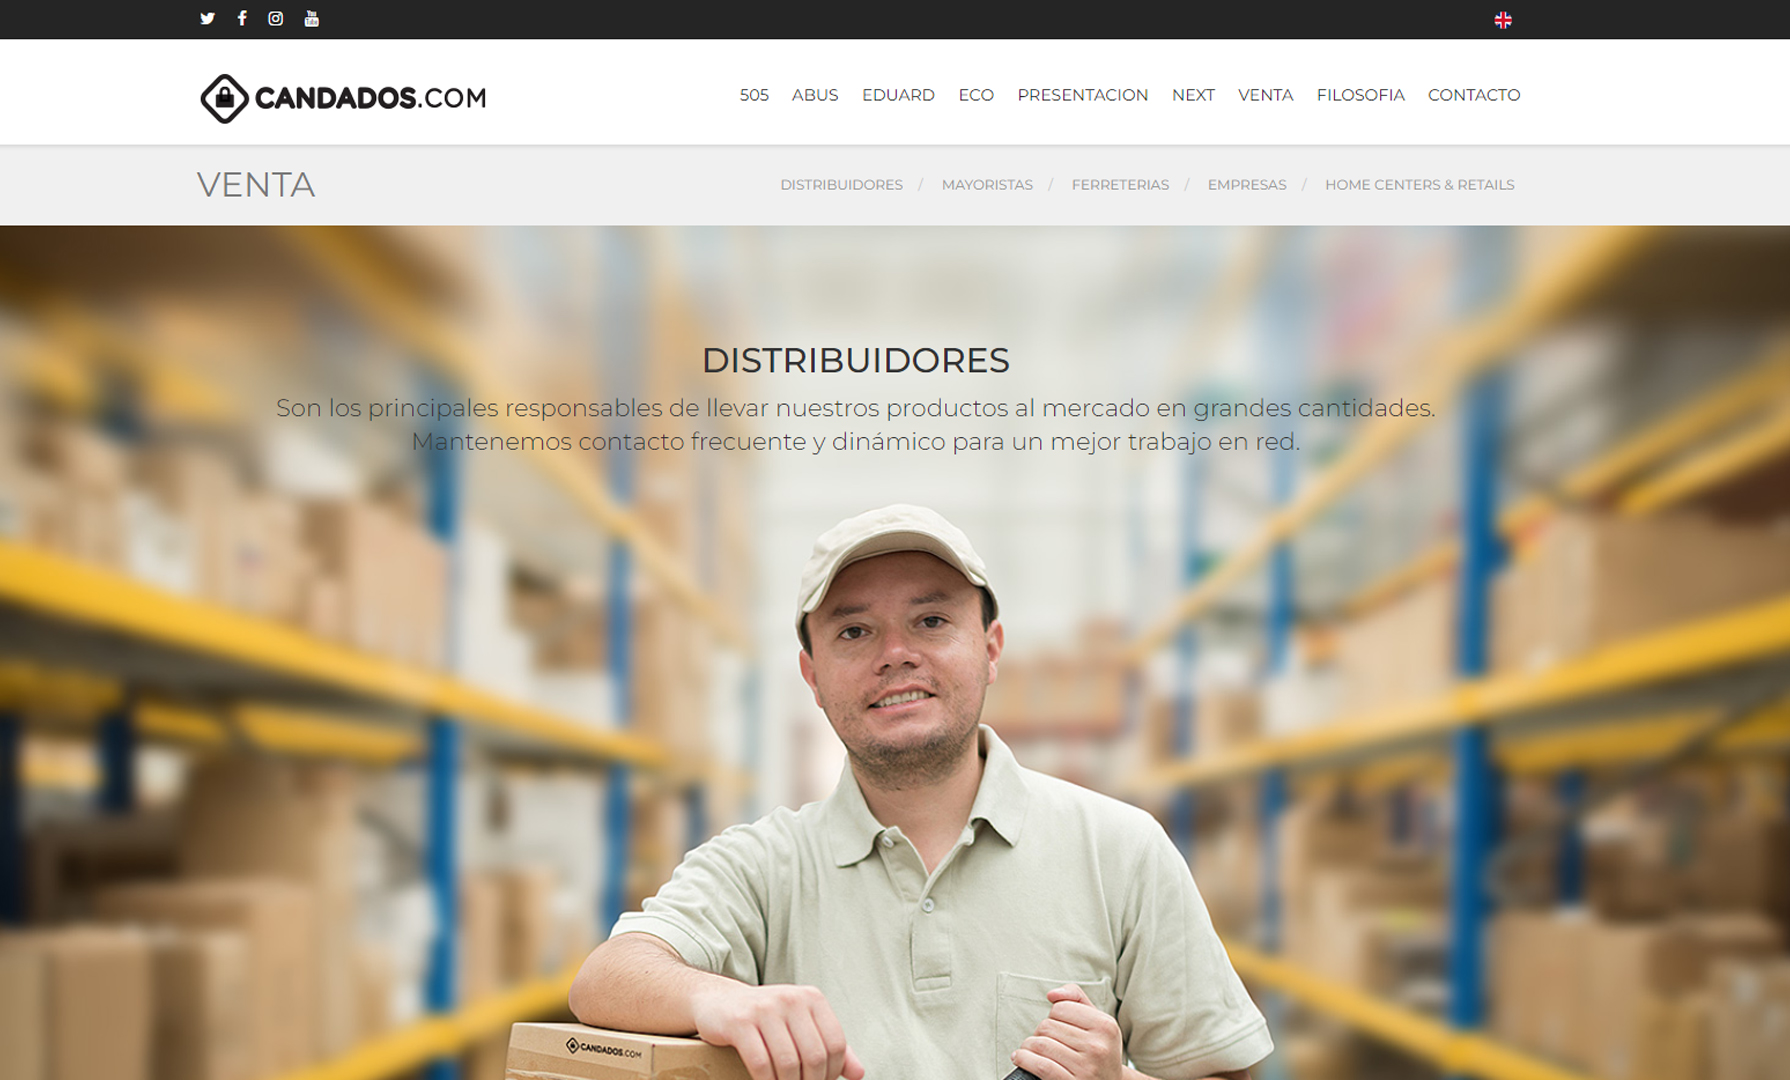 CANDADOS.COM
505 ABUS EDUARD ECO PRESENTACION NEXT VENTA FILOSOFIA CONTACTO
VENTA
DISTRIBUIDORES / MAYORISTAS / FERRETERIAS / EMPRESAS / HOME CENTERS & RETAILS
DISTRIBUIDORES
Son los principales responsables de llevar nuestros productos al mercado en grandes cantidades.
Mantenemos contacto frecuente y dinámico para un mejor trabajo en red.
CANDADOS.COM